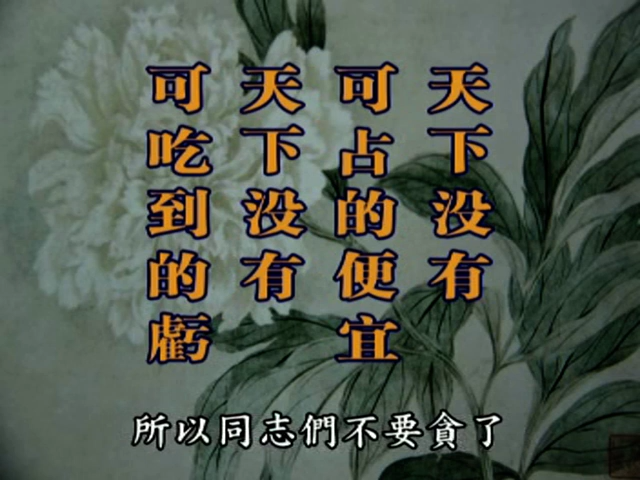 天下没有
可占的便宜
天下没有
可吃到的虧
所以同志們不要貪了